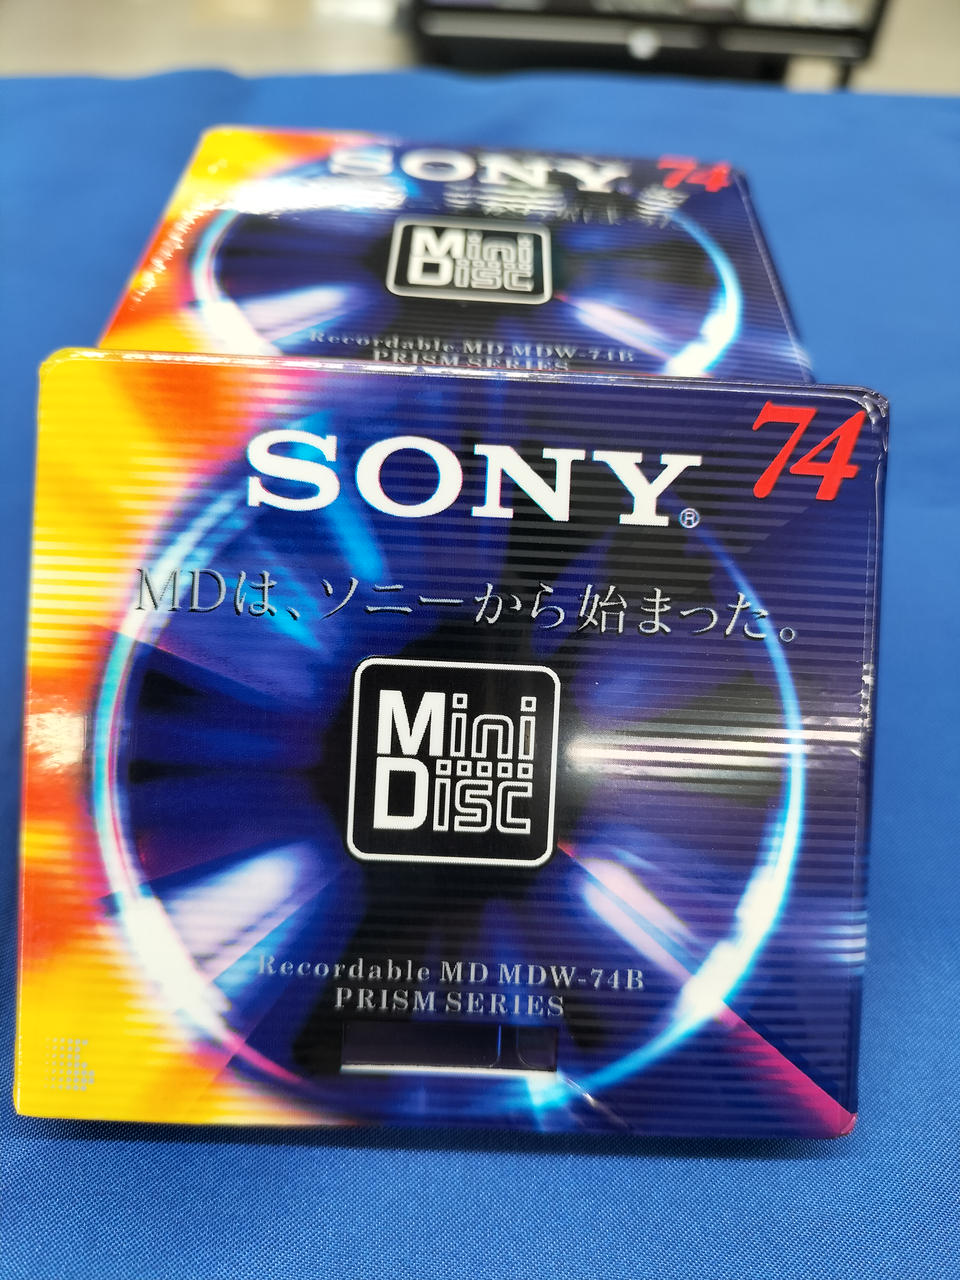 SONY 74
Mini
Disc
Recordable MD MDW-74B
PRISM SERIES
SONY® 74
MDは、ソニーから始まった。
Mini
Disc
Recordable MD MDW-74B
PRISM SERIES